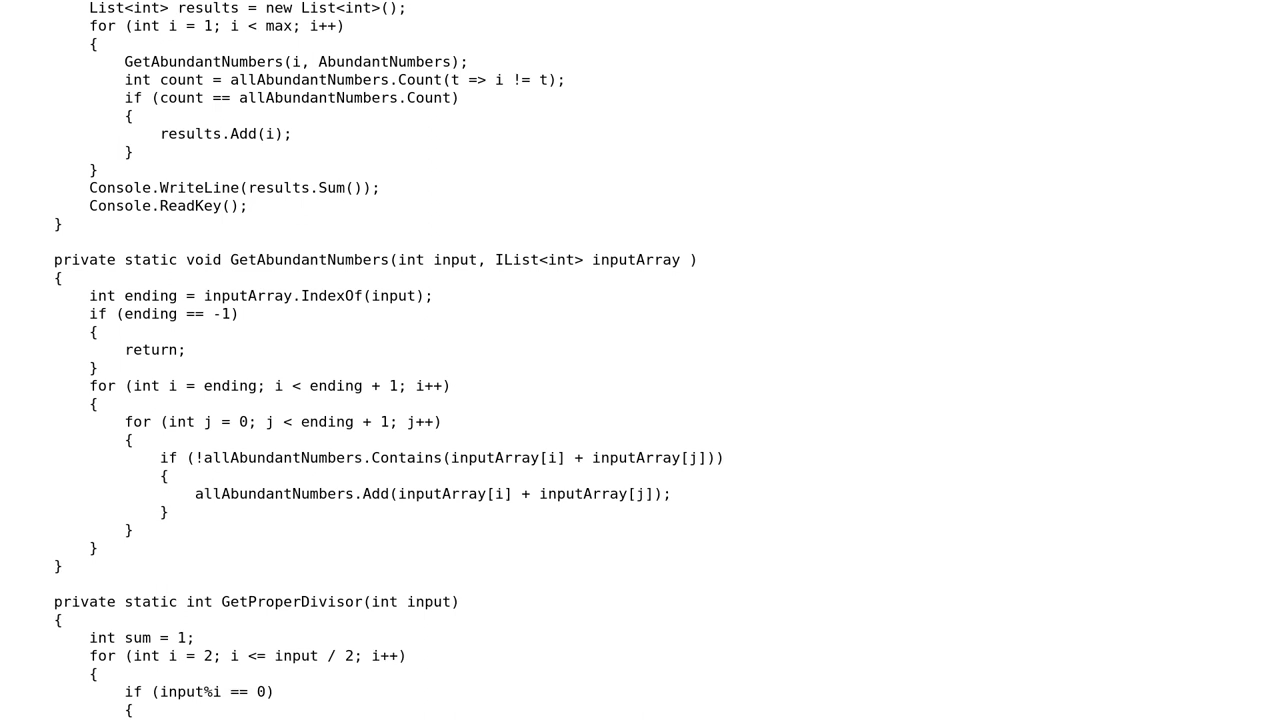 List<int> results = new List<int>();
for (int i = 1; i < max; i++)
{
GetAbundantNumbers(i, AbundantNumbers);
int count = allAbundantNumbers.Count(t => i != t);
if (count == allAbundantNumbers.Count)
{
results.Add(i);
}
}
Console.WriteLine(results.Sum());
Console.ReadKey();
}
private static void GetAbundantNumbers(int input, IList<int> inputArray )
{
int ending = inputArray.IndexOf(input);
if (ending == -1)
{
return;
}
for (int i = ending; i < ending + 1; i++)
{
for (int j = 0; j < ending + 1; j++)
{
if (!allAbundantNumbers.Contains(inputArray[i] + inputArray[j]))
{
allAbundantNumbers.Add(inputArray[i] + inputArray[j]);
}
}
}
}
private static int GetProperDivisor(int input)
{
int sum = 1;
for (int i = 2; i <= input / 2; i++)
{
if (input%i == 0)
{